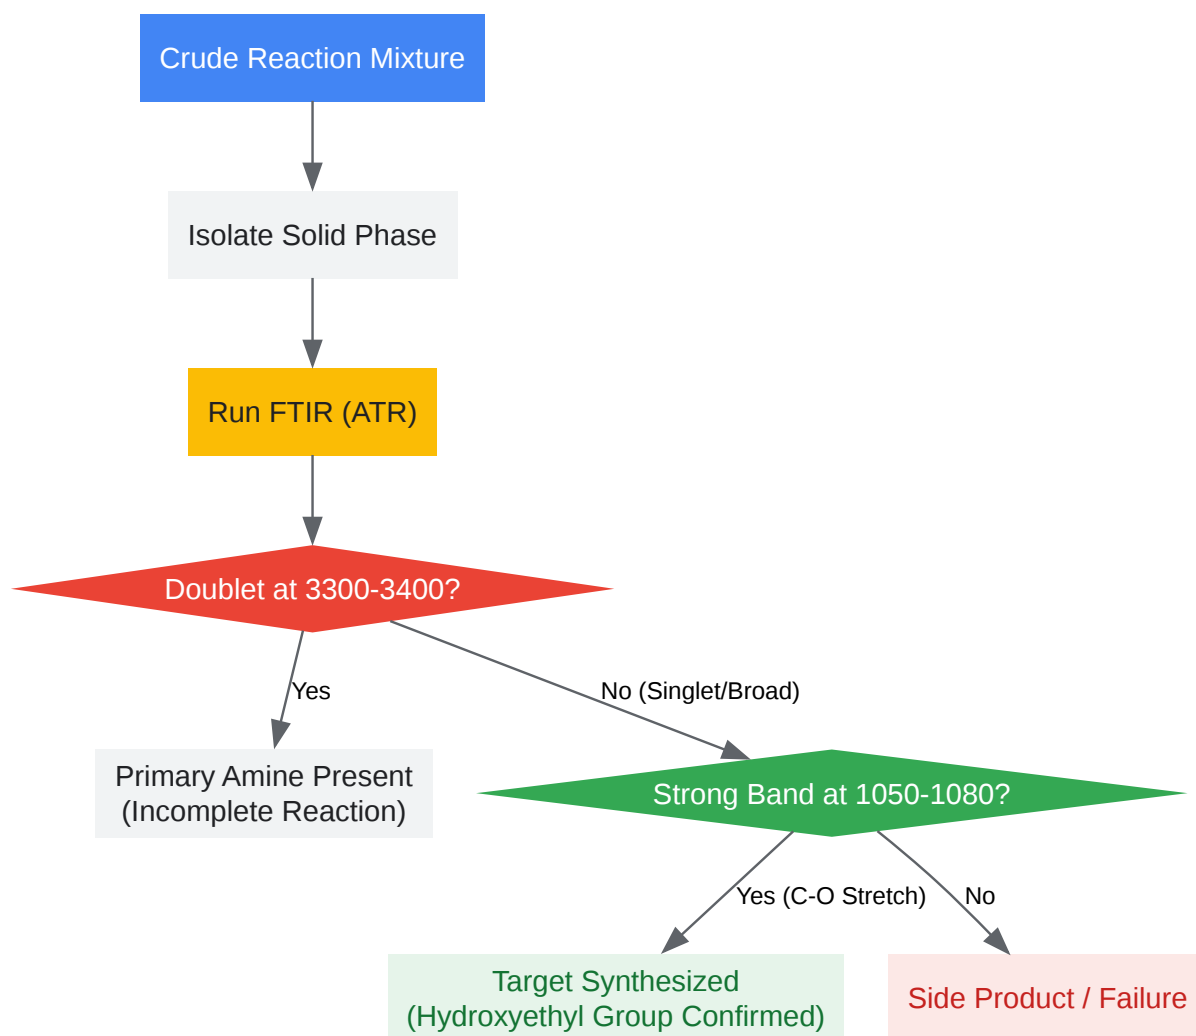 Crude Reaction Mixture
Isolate Solid Phase
Run FTIR (ATR)
Doublet at 3300-3400?
Yes
No (Singlet/Broad)
Primary Amine Present
(Incomplete Reaction)
Strong Band at 1050-1080?
Yes (C-O Stretch)
No
Target Synthesized
(Hydroxyethyl Group Confirmed)
Side Product / Failure